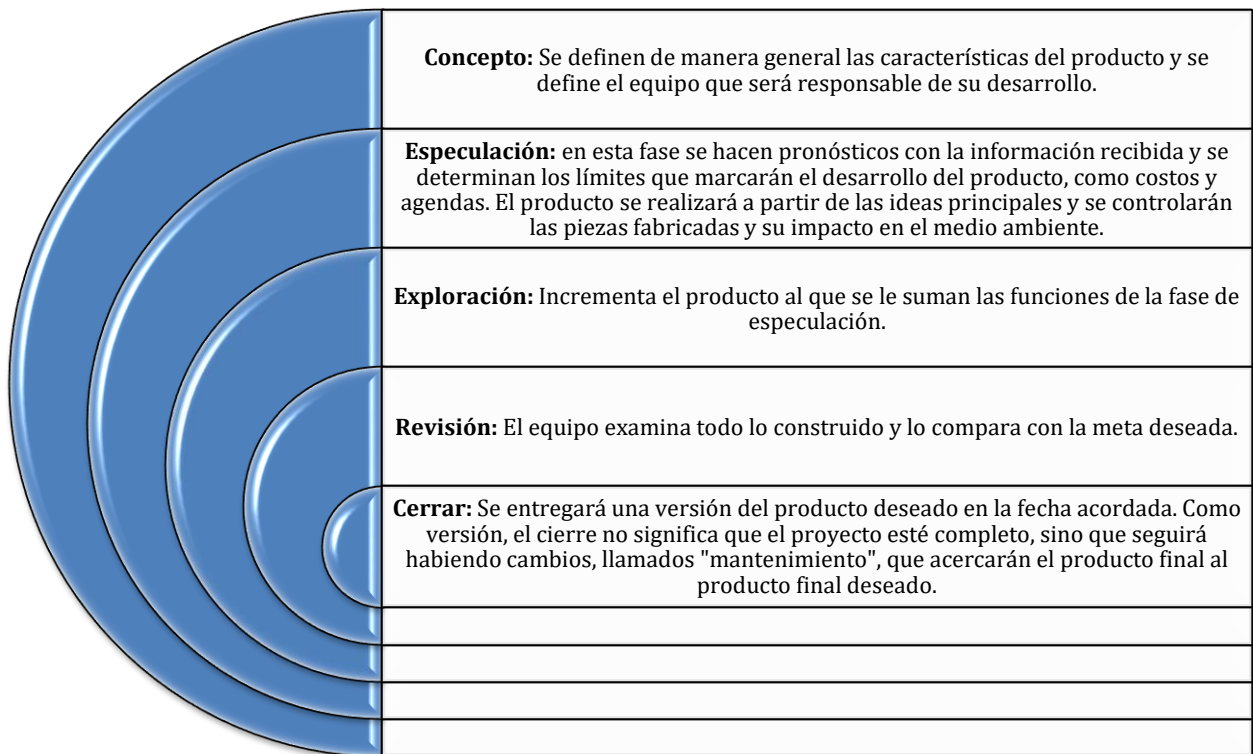 Concepto: Se definen de manera general las características del producto y se
define el equipo que será responsable de su desarrollo.
Especulación: en esta fase se hacen pronósticos con la información recibida y se
determinan los límites que marcarán el desarrollo del producto, como costos y
agendas. El producto se realizará a partir de las ideas principales y se controlarán
las piezas fabricadas y su impacto en el medio ambiente.
Exploración: Incrementa el producto al que se le suman las funciones de la fase de
especulación.
Revisión: El equipo examina todo lo construido y lo compara con la meta deseada.
Cerrar: Se entregará una versión del producto deseado en la fecha acordada. Como
versión, el cierre no significa que el proyecto esté completo, sino que seguirá
habiendo cambios, llamados "mantenimiento", que acercarán el producto final al
producto final deseado.